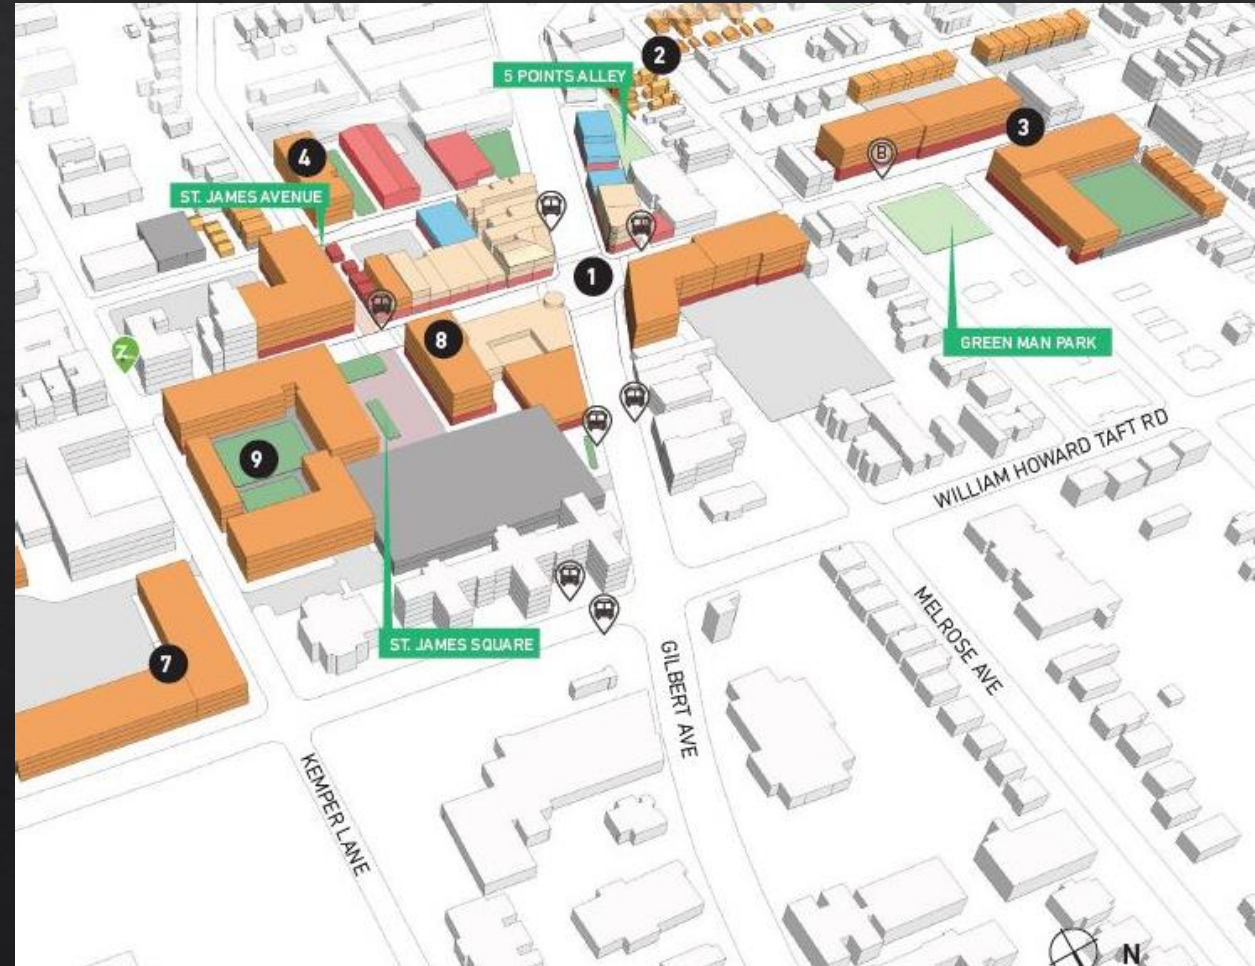 2
5 POINTS ALLEY
3
4
B
ST. JAMES AVENUE
1
8
Z
GREEN MAN PARK
9
WILLIAM HOWARD TAFT RD
ST. JAMES SQUARE
MELROSE AVE
7
GILBERT AVE
KEMPER LANE
N